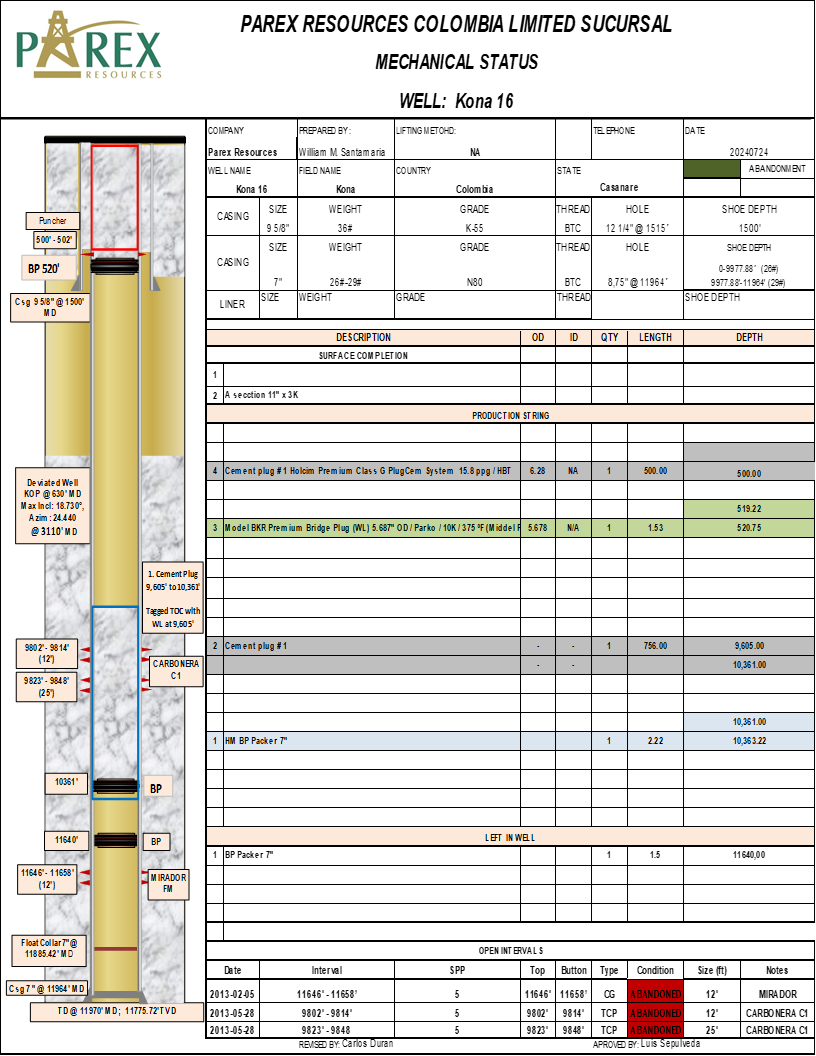 PAREX
RESOURCES
PAREX RESOURCES COLOMBIA LIMITED SUCURSAL
MECHANICAL STATUS
WELL: Kona 16
COMPANY PREPARED BY: LIFTING METOHD: TELEPHONE DATE
Parex Resources William M. Santamaria NA 20240724
WELL NAME FIELD NAME COUNTRY STATE ABANDONMENT
Kona 16 Kona Colombia Casanare
CASING SIZE WEIGHT GRADE THREAD HOLE SHOE DEPTH
9 5/8" 36# K-55 BTC 12 1/4" @ 1515´ 1500'
CASING SIZE WEIGHT GRADE THREAD HOLE SHOE DEPTH
0-9977.88´ (26#)
7" 26#-29# N80 BTC 8,75" @ 11964´ 9977.88'-11964' (29#)
LINER SIZE WEIGHT GRADE THREAD SHOE DEPTH
DESCRIPTION OD ID QTY LENGTH DEPTH
SURFACE COMPLETION
1
2 A secction 11" x 3K
PRODUCTION STRING
4 Cement plug #1 Holcim Premium Class G PlugCem System 15.8 ppg / HBT 6.28 NA 1 500.00 500.00
519.22
3 Model BKR Premium Bridge Plug (WL) 5.687" OD / Parko / 10K / 375 ºF (Middel F 5.678 N/A 1 1.53 520.75
2 Cement plug #1 - - 1 756.00 9,605.00
- - 10,361.00
10,361.00
1 HM BP Packer 7" 1 2.22 10,363.22
LEFT IN WELL
1 BP Packer 7" 1 1.5 11640,00
OPEN INTERVALS
Date Interval SPP Top Button Type Condition Size (ft) Notes
2013-02-05 11646' - 11658' 5 11646' 11658' CG ABANDONED 12' MIRADOR
2013-05-28 9802' - 9814' 5 9802' 9814' TCP ABANDONED 12' CARBONERA C1
2013-05-28 9823' - 9848 5 9823' 9848' TCP ABANDONED 25' CARBONERA C1
REVISED BY: Carlos Duran APROVED BY: Luis Sepulveda
Puncher
500' - 502'
BP 520'
Csg 9 5/8" @ 1500'
MD
Deviated Well
KOP @ 630' MD
Max Incl: 18.730°,
Azim: 24.440
@ 3110' MD
1. Cement Plug
9,605' to 10,361'
Tagged TOC with
WL at 9,605'
9802' - 9814'
(12')
CARBONERA
C1
9823' - 9848'
(25')
10361'
BP
11640'
BP
11646' - 11658'
(12')
MIRADOR
FM
Float Collar 7" @
11885.42' MD
Csg 7" @ 11964' MD
TD @ 11970' MD; 11775.72' TVD